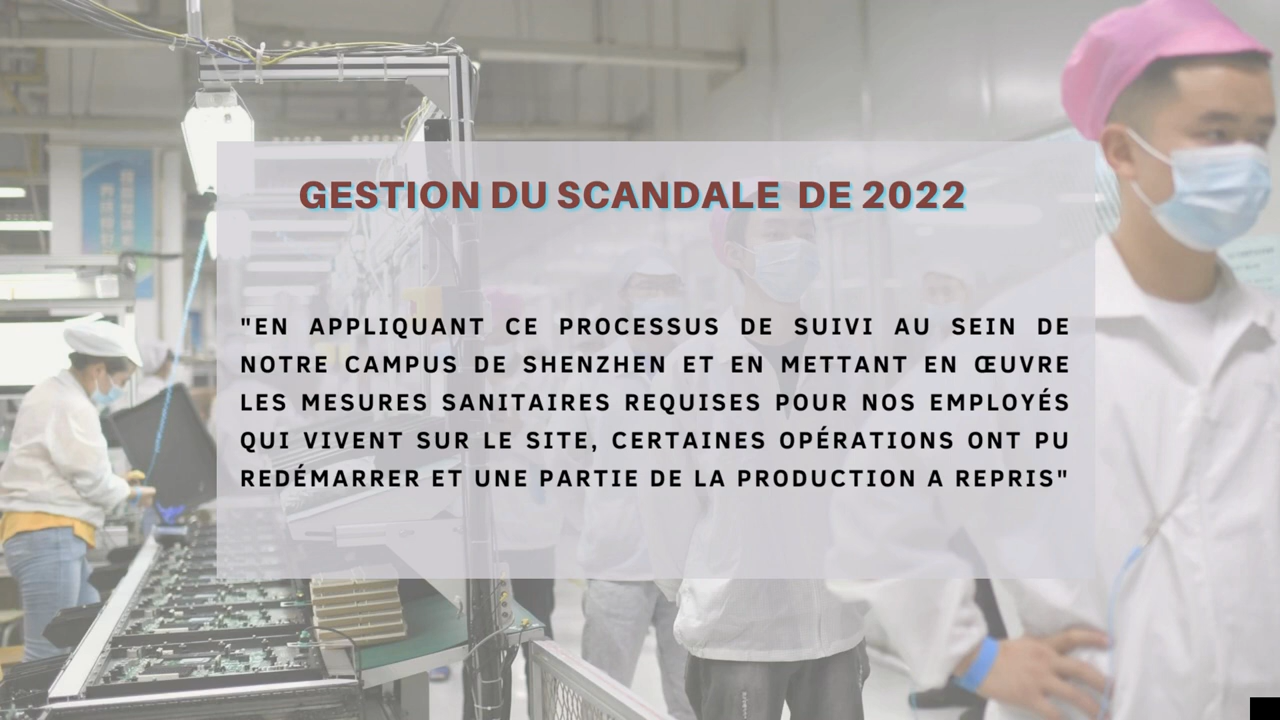 GESTION DU SCANDALE DE 2022
"EN APPLIQUANT CE PROCESSUS DE SUIVI AU SEIN DE
NOTRE CAMPUS DE SHENZHEN ET EN METTANT EN ŒUVRE
LES MESURES SANITAIRES REQUISES POUR NOS EMPLOYÉS
QUI VIVENT SUR LE SITE, CERTAINES OPÉRATIONS ONT PU
REDÉMARRER ET UNE PARTIE DE LA PRODUCTION A REPRIS"